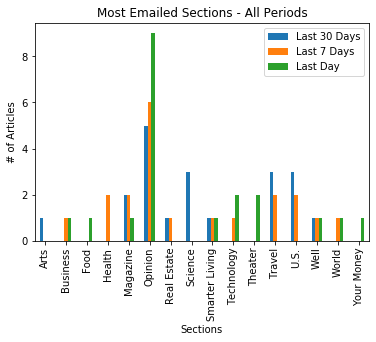 Most Emailed Sections - All Periods
Last 30 Days
Last 7 Days
Last Day
# of Articles
8
6
4
2
0
Arts
Business
Food
Health
Magazine
Opinion
Real Estate
Science
Smarter Living
Technology
Theater
Travel
U.S.
Well
World
Your Money
Sections